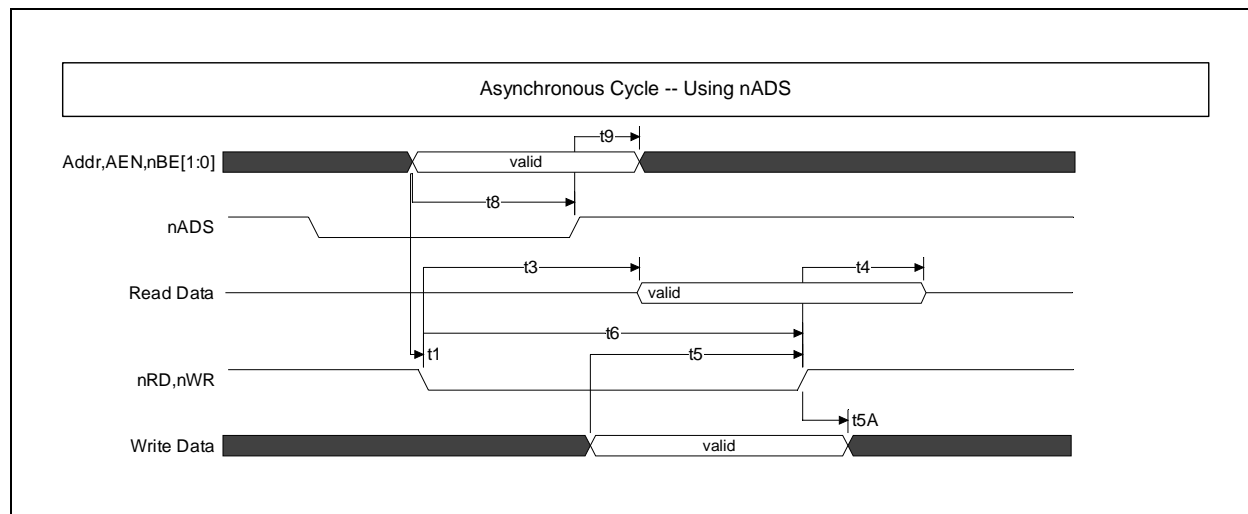 Asynchronous Cycle -- Using nADS
t9
Addr,AEN,nBE[1:0]
valid
t8
nADS
t3
t4
Read Data
valid
t6
t5
t1
nRD,nWR
t5A
Write Data
valid